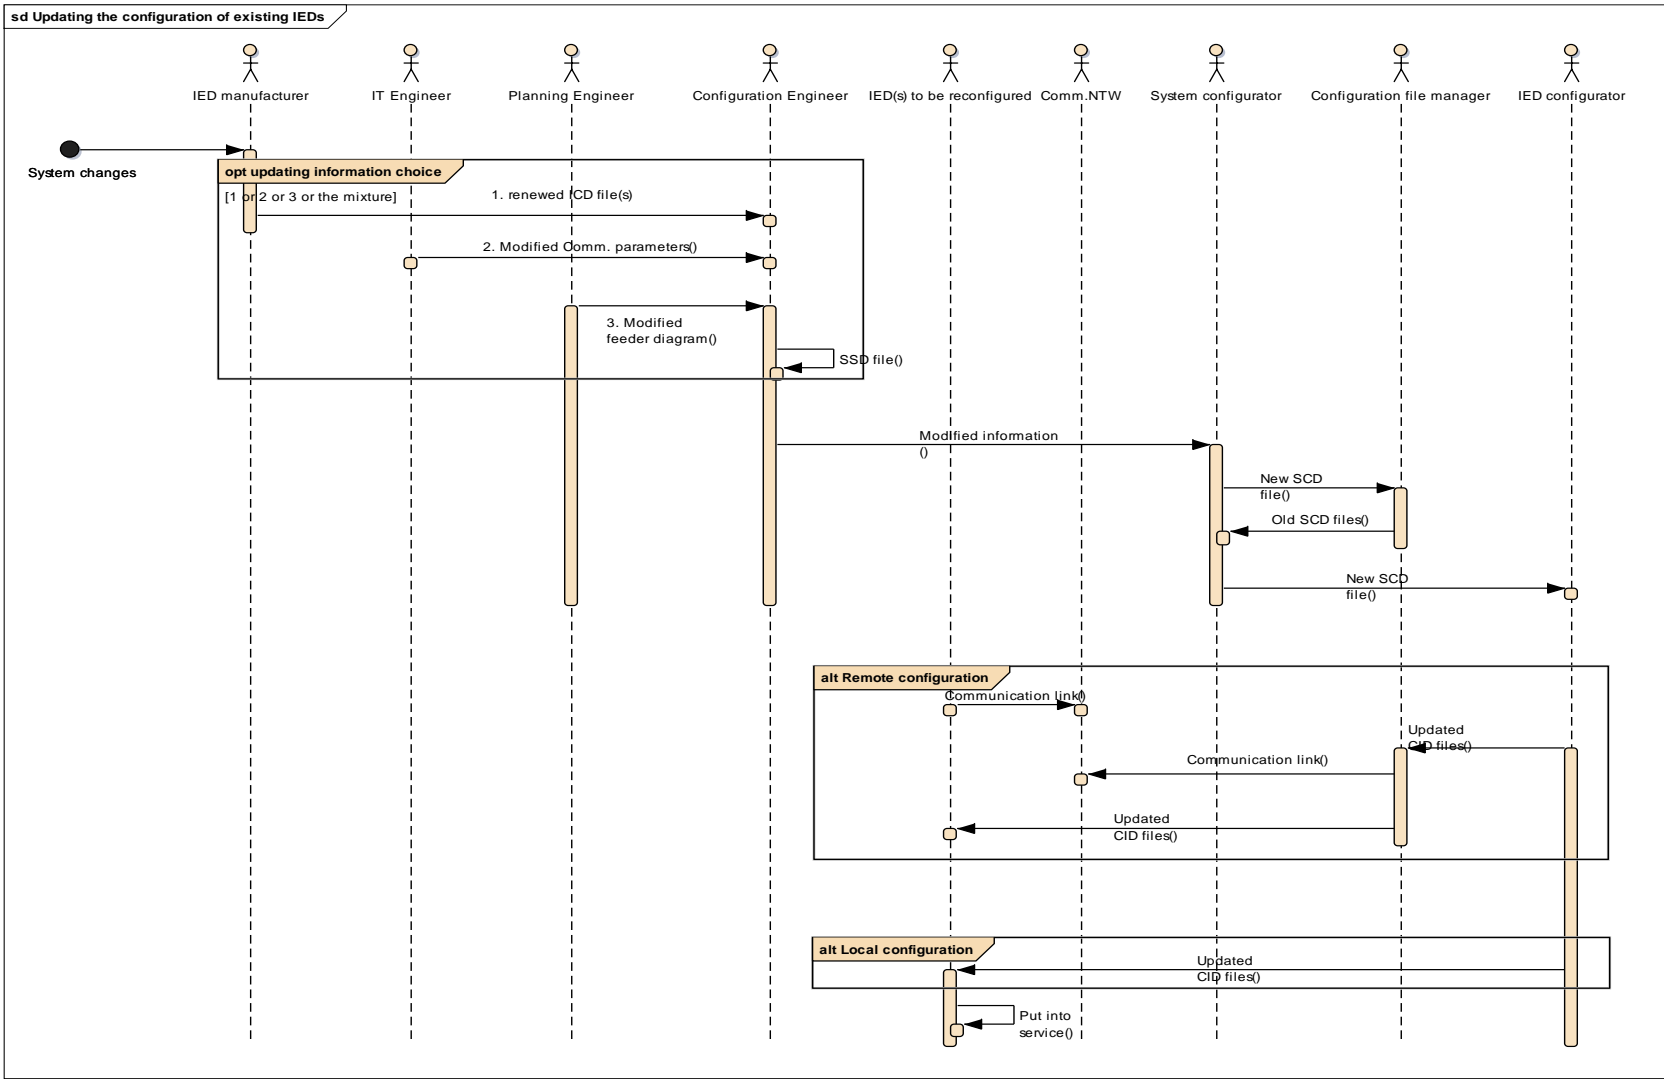 sd Updating the configuration of existing IEDs
IED manufacturer
IT Engineer
Planning Engineer
Configuration Engineer
IED(s) to be reconfigured
Comm.NTW
System configurator
Configuration file manager
IED configurator
System changes
opt updating information choice
[1 or 2 or 3 or the mixture]
1. renewed ICD file(s)
2. Modified Comm. parameters()
3. Modified
feeder diagram()
SSD file()
Modified information
()
New SCD
file()
Old SCD files()
New SCD
file()
alt Remote configuration
Communication link()
Updated
CID files()
Communication link()
Updated
CID files()
alt Local configuration
Updated
CID files()
Put into
service()